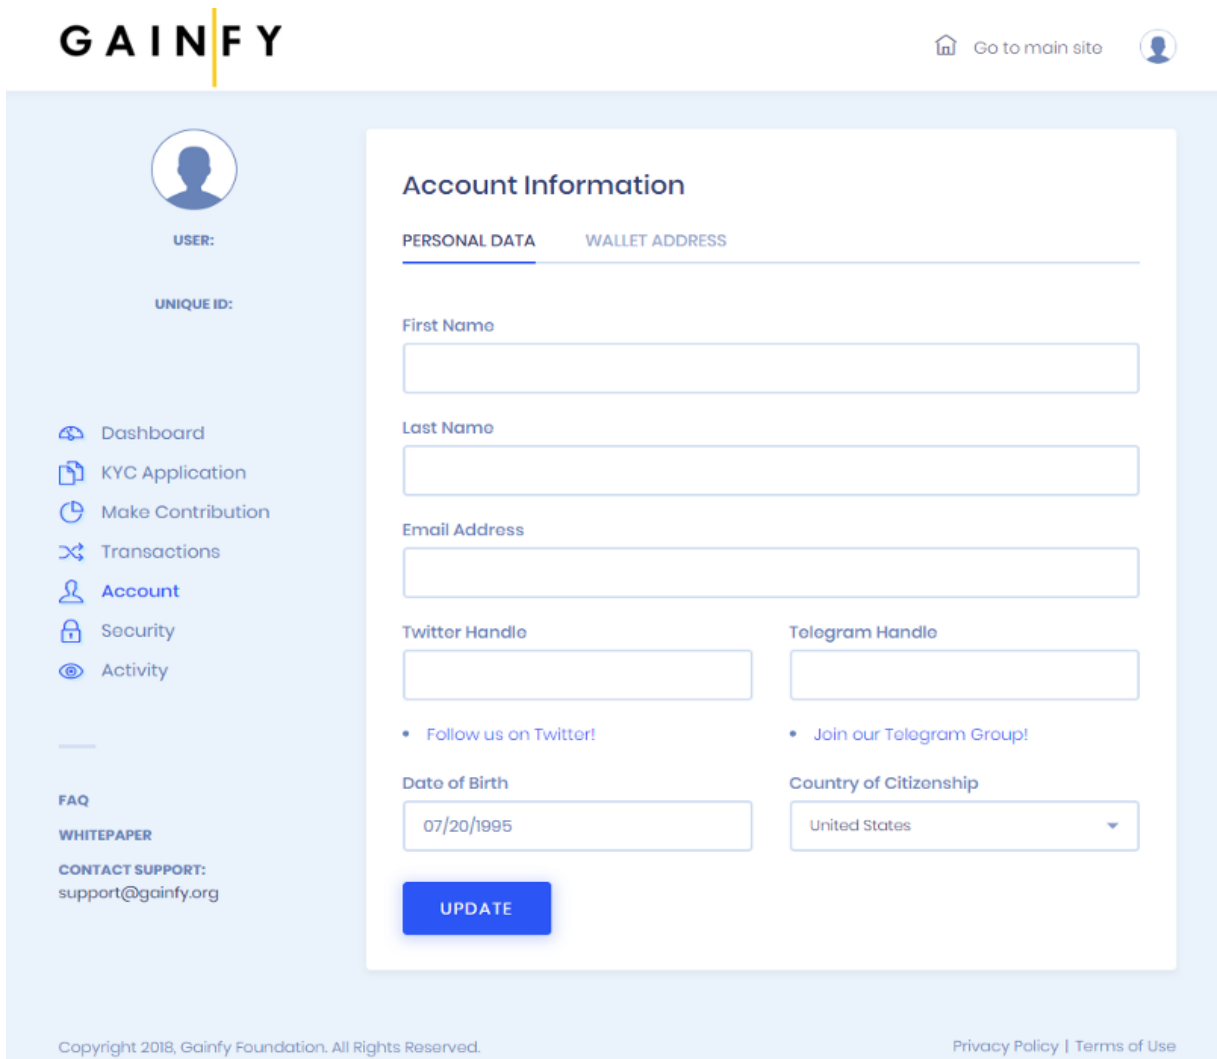 GAINFY
Go to main site
USER:
UNIQUE ID:
Dashboard
KYC Application
Make Contribution
Transactions
Account
Security
Activity
FAQ
WHITEPAPER
CONTACT SUPPORT:
support@gainfy.org
Account Information
PERSONAL DATA WALLET ADDRESS
First Name
Last Name
Email Address
Twitter Handle Telegram Handle
• Follow us on Twitter! • Join our Telegram Group!
Date of Birth Country of Citizenship
07/20/1995 United States
UPDATE
Copyright 2018, Gainfy Foundation. All Rights Reserved. Privacy Policy | Terms of Use